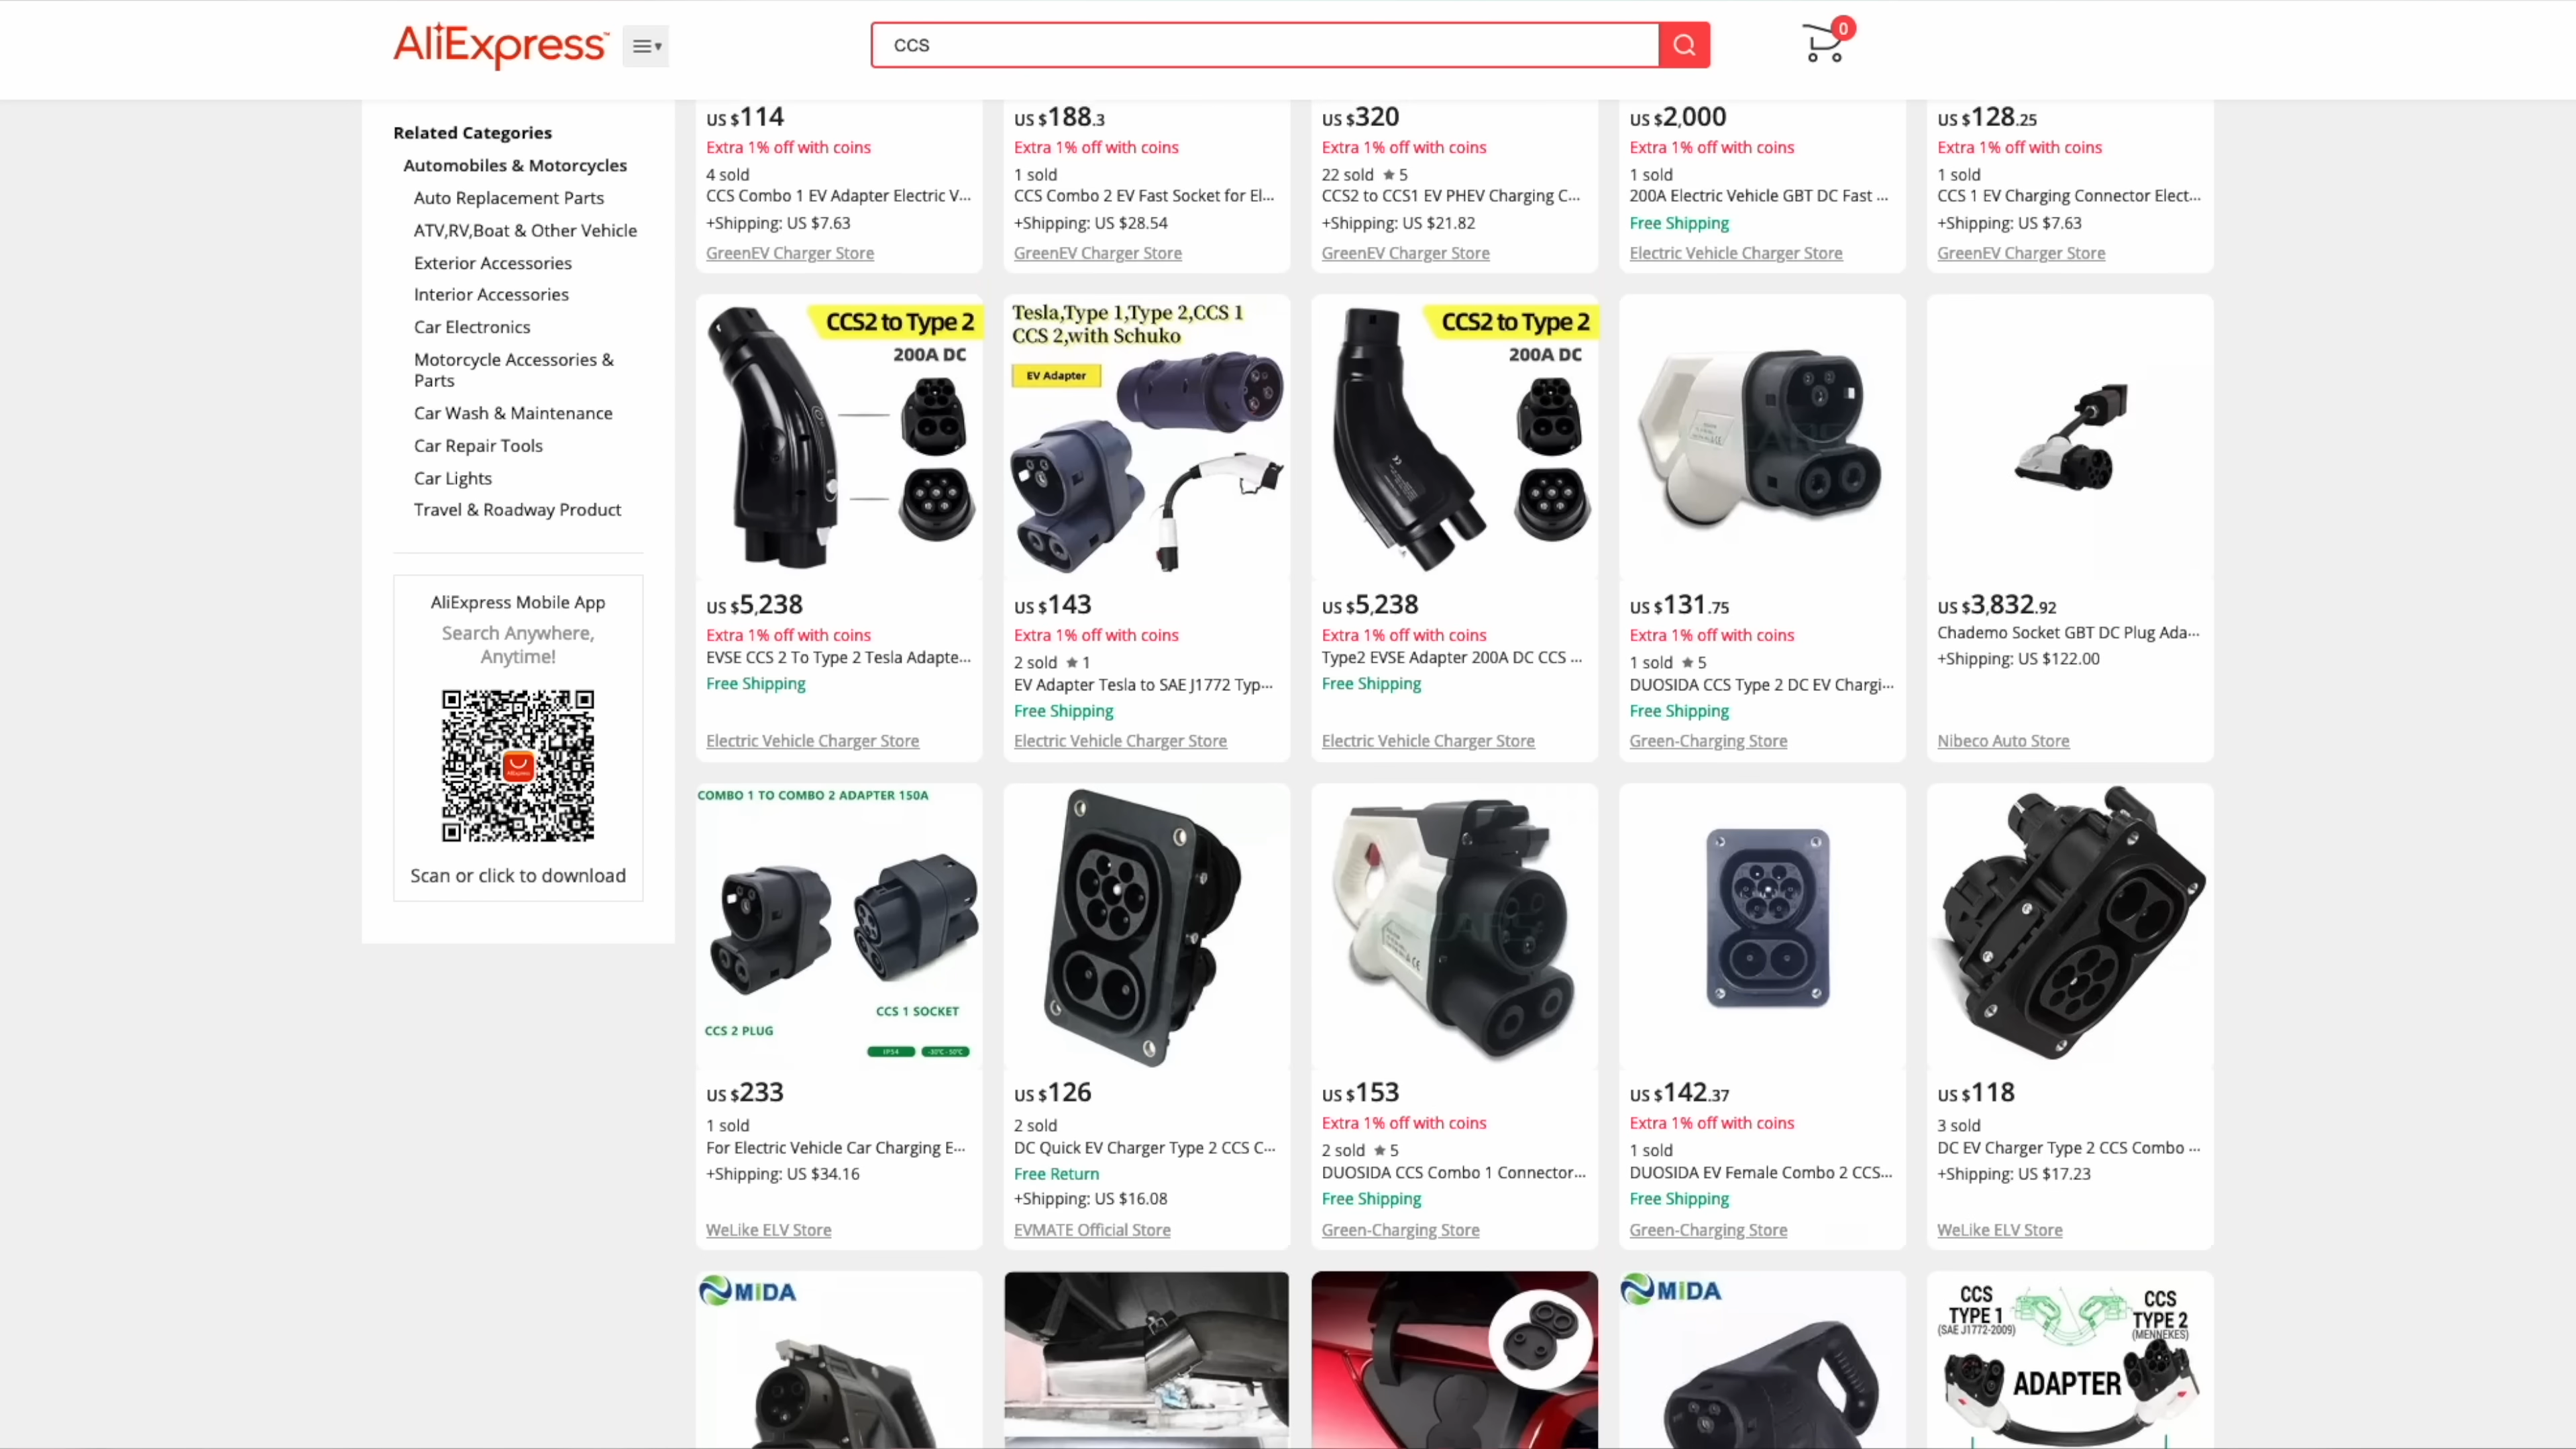 AliExpress™
CCS
0
Related Categories
Automobiles & Motorcycles
Auto Replacement Parts
ATV,RV,Boat & Other Vehicle
Exterior Accessories
Interior Accessories
Car Electronics
Motorcycle Accessories &
Parts
Car Wash & Maintenance
Car Repair Tools
Car Lights
Travel & Roadway Product
AliExpress Mobile App
Search Anywhere,
Anytime!
Scan or click to download
US $114
Extra 1% off with coins
4 sold
CCS Combo 1 EV Adapter Electric V...
+Shipping: US $7.63
GreenEV Charger Store
US $188.3
Extra 1% off with coins
1 sold
CCS Combo 2 EV Fast Socket for El...
+Shipping: US $28.54
GreenEV Charger Store
US $320
Extra 1% off with coins
22 sold ★ 5
CCS2 to CCS1 EV PHEV Charging C...
+Shipping: US $21.82
GreenEV Charger Store
US $2,000
Extra 1% off with coins
1 sold
200A Electric Vehicle GBT DC Fast ...
Free Shipping
Electric Vehicle Charger Store
US $128.25
Extra 1% off with coins
1 sold
CCS 1 EV Charging Connector Elect...
+Shipping: US $7.63
GreenEV Charger Store
CCS2 to Type 2
200A DC
US $5,238
Extra 1% off with coins
EVSE CCS 2 To Type 2 Tesla Adapte...
Free Shipping
Electric Vehicle Charger Store
Tesla,Type 1,Type 2,CCS 1
CCS 2,with Schuko
EV Adapter
US $143
Extra 1% off with coins
2 sold ★ 1
EV Adapter Tesla to SAE J1772 Typ...
Free Shipping
Electric Vehicle Charger Store
CCS2 to Type 2
200A DC
US $5,238
Extra 1% off with coins
Type2 EVSE Adapter 200A DC CCS ...
Free Shipping
Electric Vehicle Charger Store
US $131.75
Extra 1% off with coins
1 sold ★ 5
DUOSIDA CCS Type 2 DC EV Chargi...
Free Shipping
Green-Charging Store
US $3,832.92
Chademo Socket GBT DC Plug Ada...
+Shipping: US $122.00
Nibeco Auto Store
COMBO 1 TO COMBO 2 ADAPTER 150A
CCS 1 SOCKET
CCS 2 PLUG
IP54
-30°C - 50°C
US $233
1 sold
For Electric Vehicle Car Charging E...
+Shipping: US $34.16
WeLike ELV Store
US $126
2 sold
DC Quick EV Charger Type 2 CCS C...
Free Return
+Shipping: US $16.08
EVMATE Official Store
US $153
Extra 1% off with coins
2 sold ★ 5
DUOSIDA CCS Combo 1 Connector...
Free Shipping
Green-Charging Store
US $142.37
Extra 1% off with coins
1 sold
DUOSIDA EV Female Combo 2 CCS...
Free Shipping
Green-Charging Store
US $118
3 sold
DC EV Charger Type 2 CCS Combo ...
+Shipping: US $17.23
WeLike ELV Store
MIDA
MIDA
CCS
TYPE 1
(SAE J1772-2009)
CCS
TYPE 2
(MENNEKES)
ADAPTER